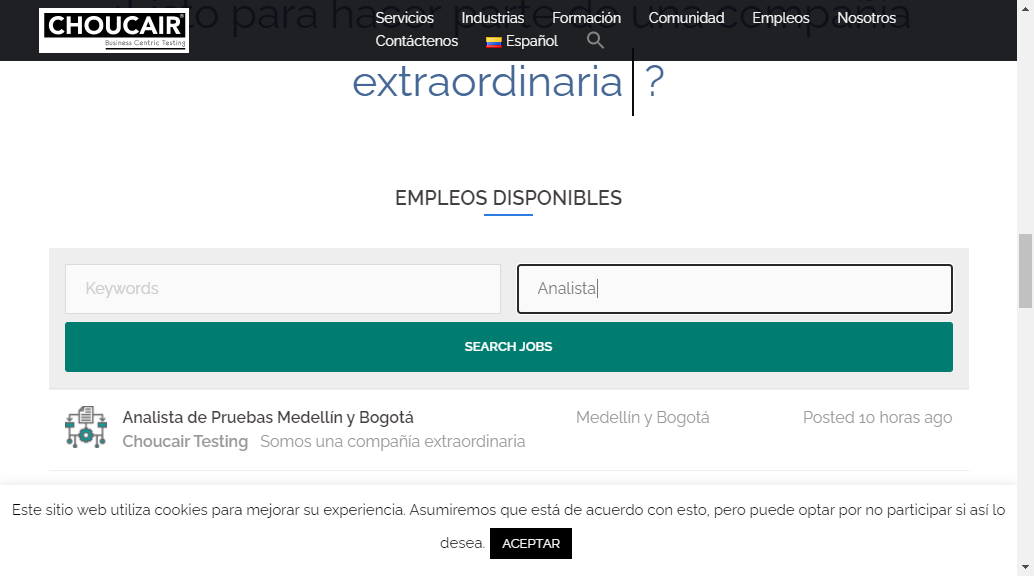 CHOUCAIR
Business Centric Testing
Servicios Industrias Formación Comunidad Empleos Nosotros
Contáctenos Español
para hacer parte de una compañía
extraordinaria ?
EMPLEOS DISPONIBLES
Keywords Analista
SEARCH JOBS
Analista de Pruebas Medellín y Bogotá Medellín y Bogotá Posted 10 horas ago
Choucair Testing Somos una compañía extraordinaria
Este sitio web utiliza cookies para mejorar su experiencia. Asumiremos que está de acuerdo con esto, pero puede optar por no participar si así lo
desea. ACEPTAR